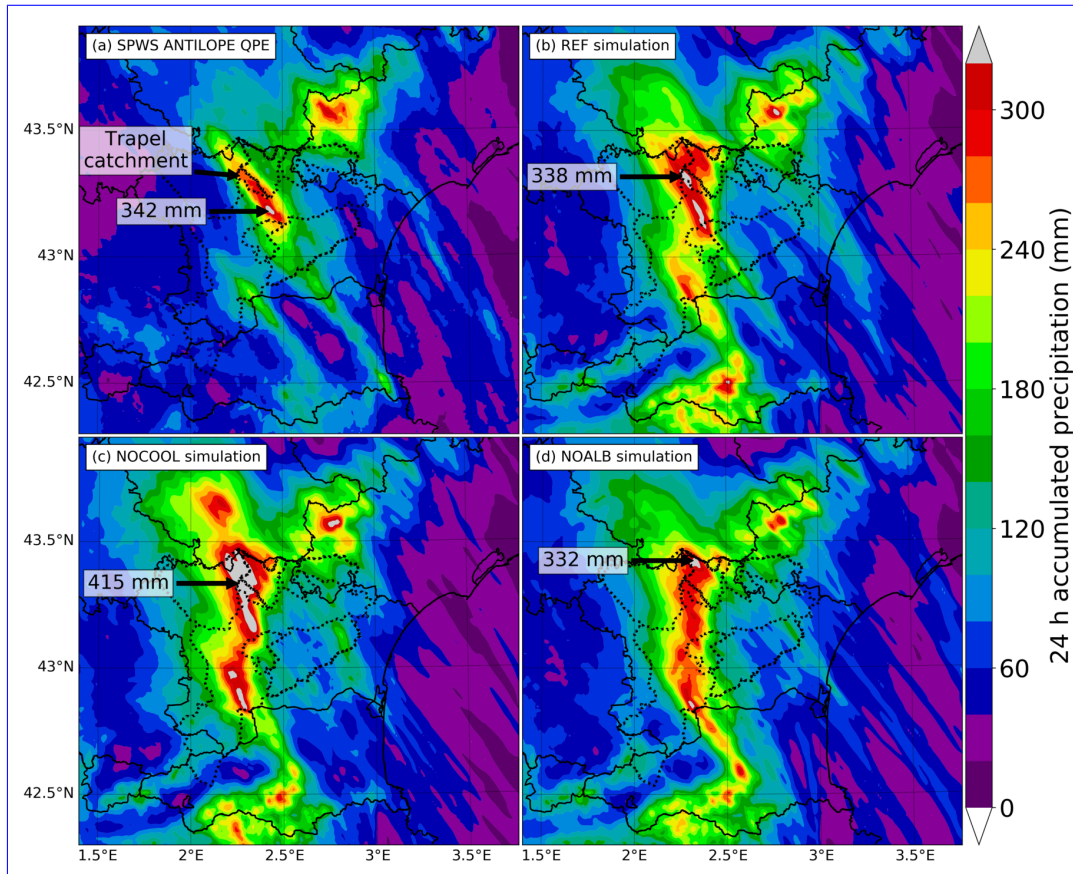 (a) SPWS ANTILOPE QPE
(b) REF simulation
Trapel
catchment
342 mm
338 mm
43.5°N
43°N
42.5°N
(c) NOCOOL simulation
(d) NOALB simulation
415 mm
332 mm
43.5°N
43°N
42.5°N
1.5°E 2°E 2.5°E 3°E 3.5°E
1.5°E 2°E 2.5°E 3°E 3.5°E
300
240
180
120
60
0
24 h accumulated precipitation (mm)